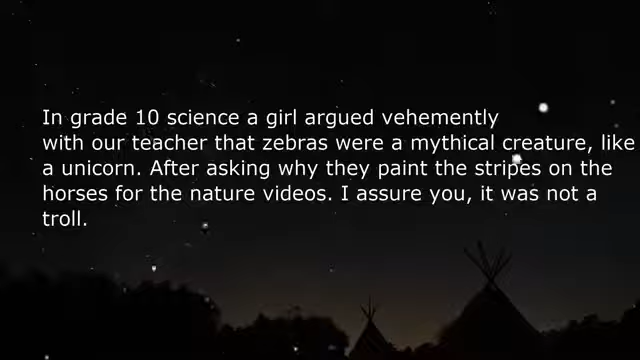 In grade 10 science a girl argued vehemently
with our teacher that zebras were a mythical creature, like
a unicorn. After asking why they paint the stripes on the
horses for the nature videos. I assure you, it was not a
troll.